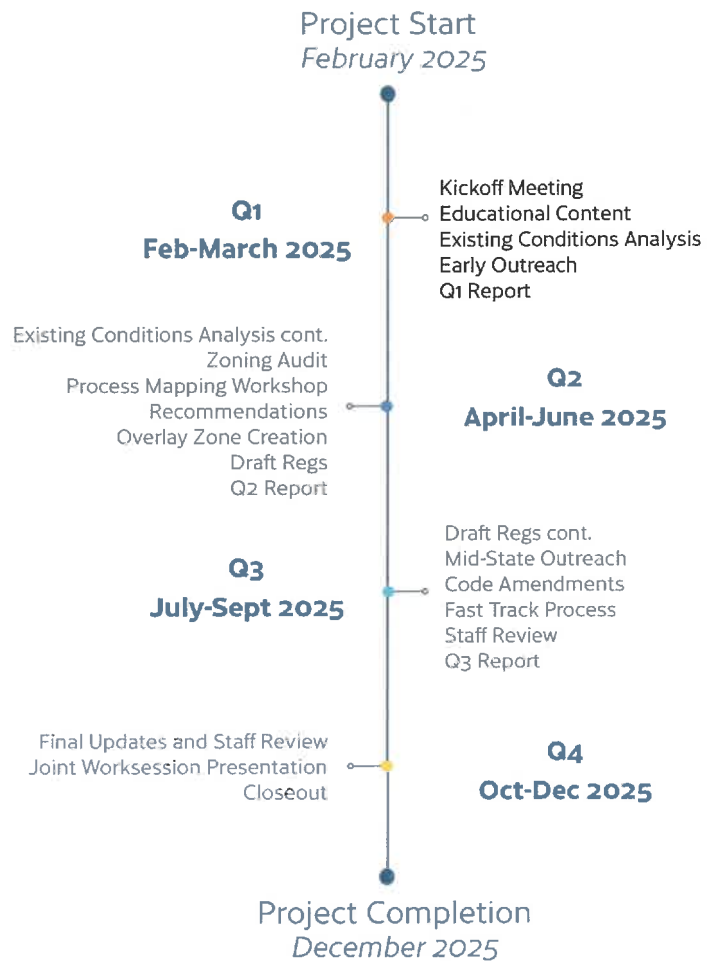 Project Start
February 2025
Q1
Feb-March 2025
Kickoff Meeting
Educational Content
Existing Conditions Analysis
Early Outreach
Q1 Report
Existing Conditions Analysis cont.
Zoning Audit
Process Mapping Workshop
Recommendations
Overlay Zone Creation
Draft Regs
Q2 Report
Q2
April-June 2025
Q3
July-Sept 2025
Draft Regs cont.
Mid-State Outreach
Code Amendments
Fast Track Process
Staff Review
Q3 Report
Final Updates and Staff Review
Joint Worksession Presentation
Closeout
Q4
Oct-Dec 2025
Project Completion
December 2025